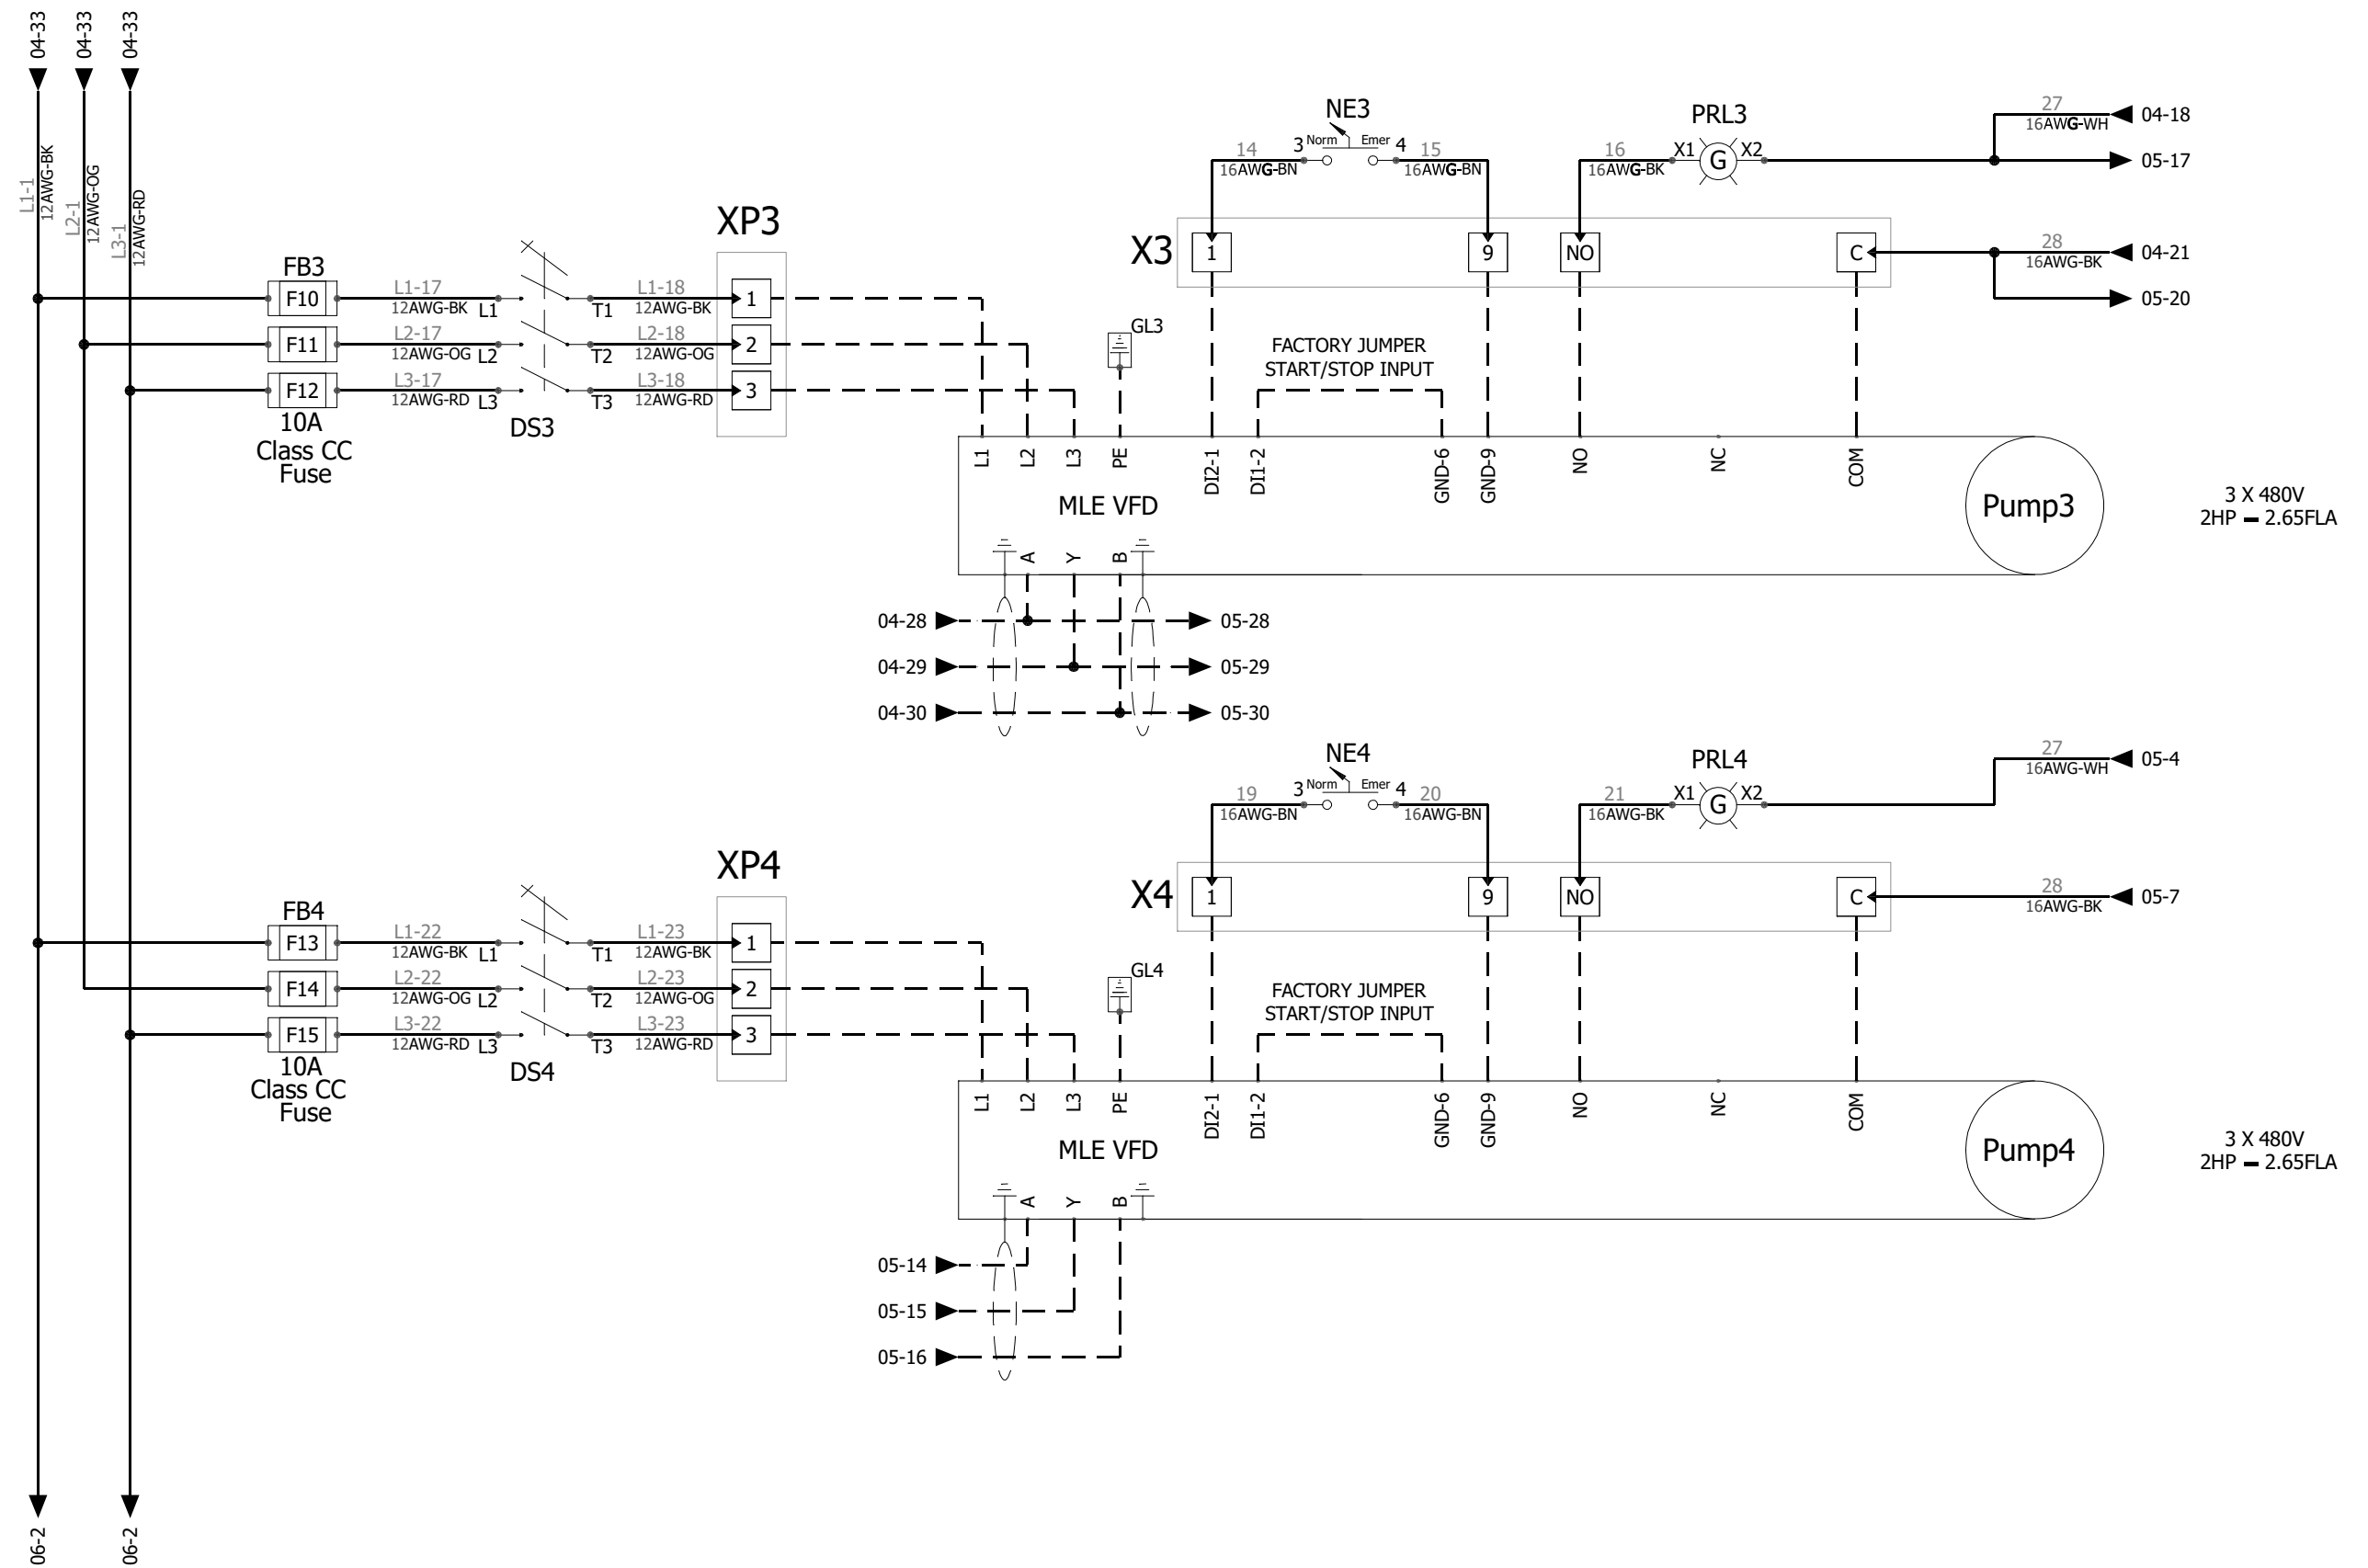 04-33
04-33
04-33
L1-1
12AWG-BK
L2-1
12AWG-OG
L3-1
12AWG-RD
FB3
F10
F11
F12
10A
Class CC
Fuse
L1-17
12AWG-BK
L1
L2-17
12AWG-OG
L2
L3-17
12AWG-RD
L3
DS3
T1
L1-18
12AWG-BK
T2
L2-18
12AWG-OG
T3
L3-18
12AWG-RD
XP3
1
2
3
NE3
14
16AWG-BN
3
Norm
Emer
4
15
16AWG-BN
16
16AWG-BK
PRL3
X1
G
X2
27
16AWG-WH
04-18
05-17
X3
1
9
NO
C
28
16AWG-BK
04-21
05-20
GL3
FACTORY JUMPER
START/STOP INPUT
L1
L2
L3
PE
DI2-1
DI1-2
GND-6
GND-9
NO
NC
COM
MLE VFD
Pump3
3 X 480V
2HP - 2.65FLA
A
Y
B
04-28
05-28
04-29
05-29
04-30
05-30
FB4
F13
F14
F15
10A
Class CC
Fuse
L1-22
12AWG-BK
L1
L2-22
12AWG-OG
L2
L3-22
12AWG-RD
L3
DS4
T1
L1-23
12AWG-BK
T2
L2-23
12AWG-OG
T3
L3-23
12AWG-RD
XP4
1
2
3
NE4
19
16AWG-BN
3
Norm
Emer
4
20
16AWG-BN
21
16AWG-BK
PRL4
X1
G
X2
27
16AWG-WH
05-4
X4
1
9
NO
C
28
16AWG-BK
05-7
GL4
FACTORY JUMPER
START/STOP INPUT
L1
L2
L3
PE
DI2-1
DI1-2
GND-6
GND-9
NO
NC
COM
MLE VFD
Pump4
3 X 480V
2HP - 2.65FLA
A
Y
B
05-14
05-15
05-16
06-2
06-2